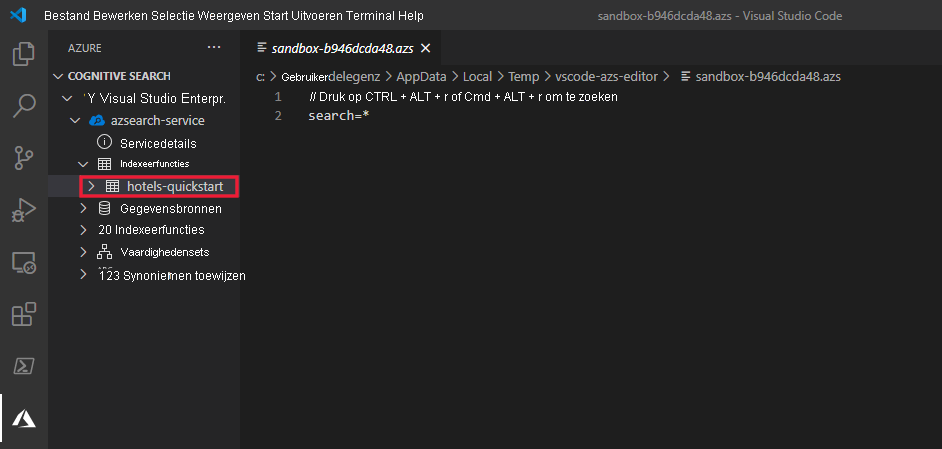 Bestand Bewerken Selectie Weergeven Start Uitvoeren Terminal Help
sandbox-b946dcda48.azs - Visual Studio Code
AZURE
COGNITIVE SEARCH
'Y Visual Studio Enterpr.
azsearch-service
Servicedetails
Indexeerfuncties
hotels-quickstart
Gegevensbronnen
20 Indexeerfuncties
Vaardighedensets
123 Synoniemen toewijzen
sandbox-b946dcda48.azs
c: > Gebruikerdelegenz > AppData > Local > Temp > vscode-azs-editor > sandbox-b946dcda48.azs
1 // Druk op CTRL + ALT + r of Cmd + ALT + r om te zoeken
2 search=*